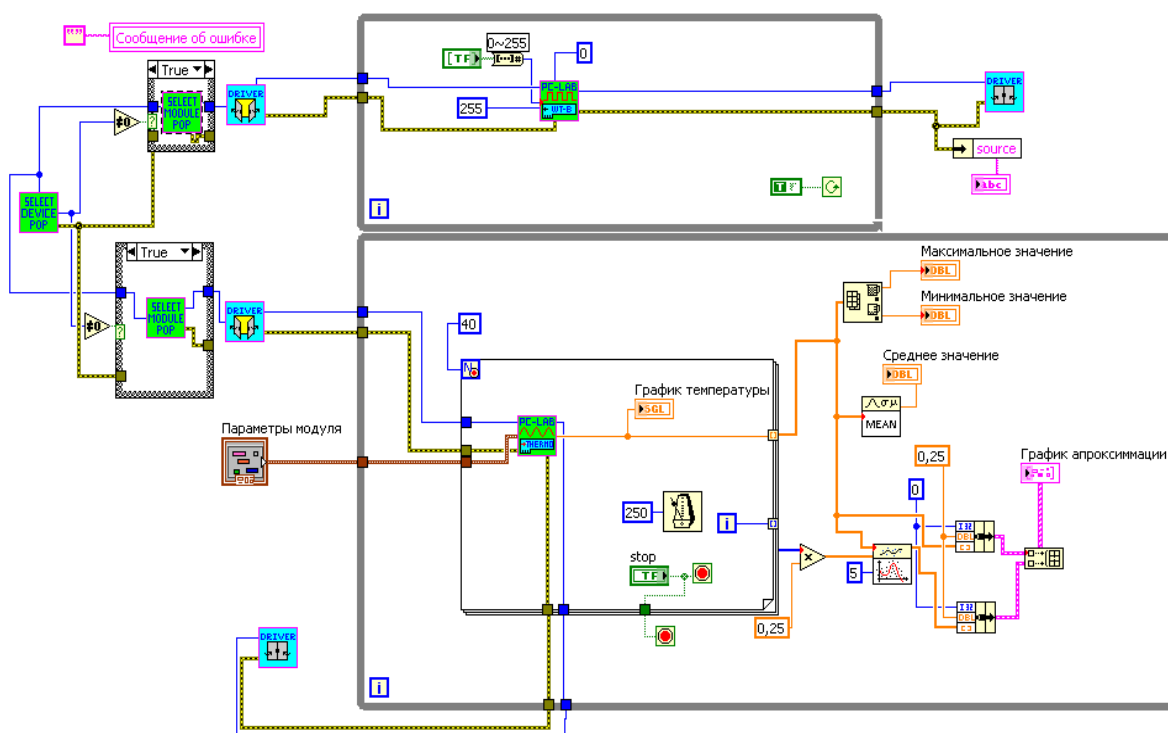 Сообщение об ошибке
True
SELECT
MODULE
POP
DRIVER
≠0
?
SELECT
DEVICE
POP
TF
0~255
0
PC-LAB
WT-B
255
i
T
DRIVER
source
abc
True
SELECT
MODULE
POP
DRIVER
≠0
?
Параметры модуля
40
N
График температуры
SGL
PC-LAB
THERMO
250
i
stop
TF
Максимальное значение
DBL
Минимальное значение
DBL
Среднее значение
DBL
σμ
MEAN
0,25
0
График апроксиммации
I32
DBL
5
x
0,25
I32
DBL
DRIVER
i